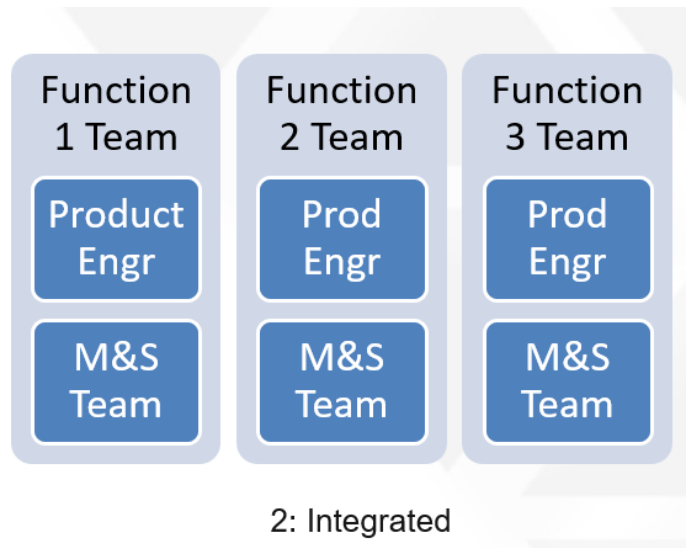 Function
1 Team
Product
Engr
M&S
Team
Function
2 Team
Prod
Engr
M&S
Team
Function
3 Team
Prod
Engr
M&S
Team
2: Integrated